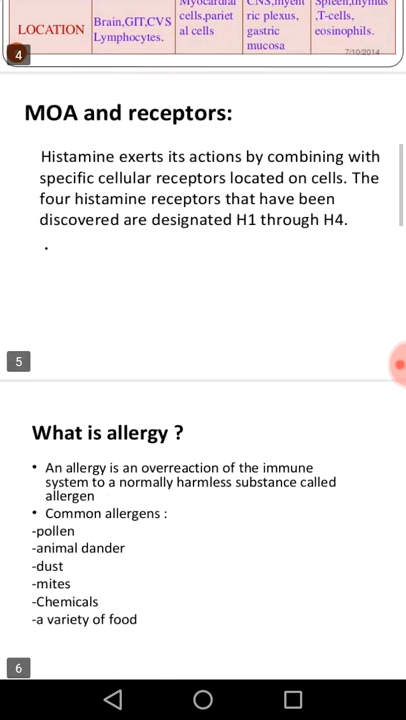 LOCATION
Brain,GIT,CVS
Lymphocytes.
Myocardial
cells,pariet
al cells
CNS,myent
ric plexus,
gastric
mucosa
Spleen,thymus
,T-cells,
eosinophils.
4
7/10/2014
MOA and receptors:
Histamine exerts its actions by combining with
specific cellular receptors located on cells. The
four histamine receptors that have been
discovered are designated H1 through H4.
.
5
What is allergy ?
• An allergy is an overreaction of the immune
system to a normally harmless substance called
allergen
• Common allergens :
-pollen
-animal dander
-dust
-mites
-Chemicals
-a variety of food
6